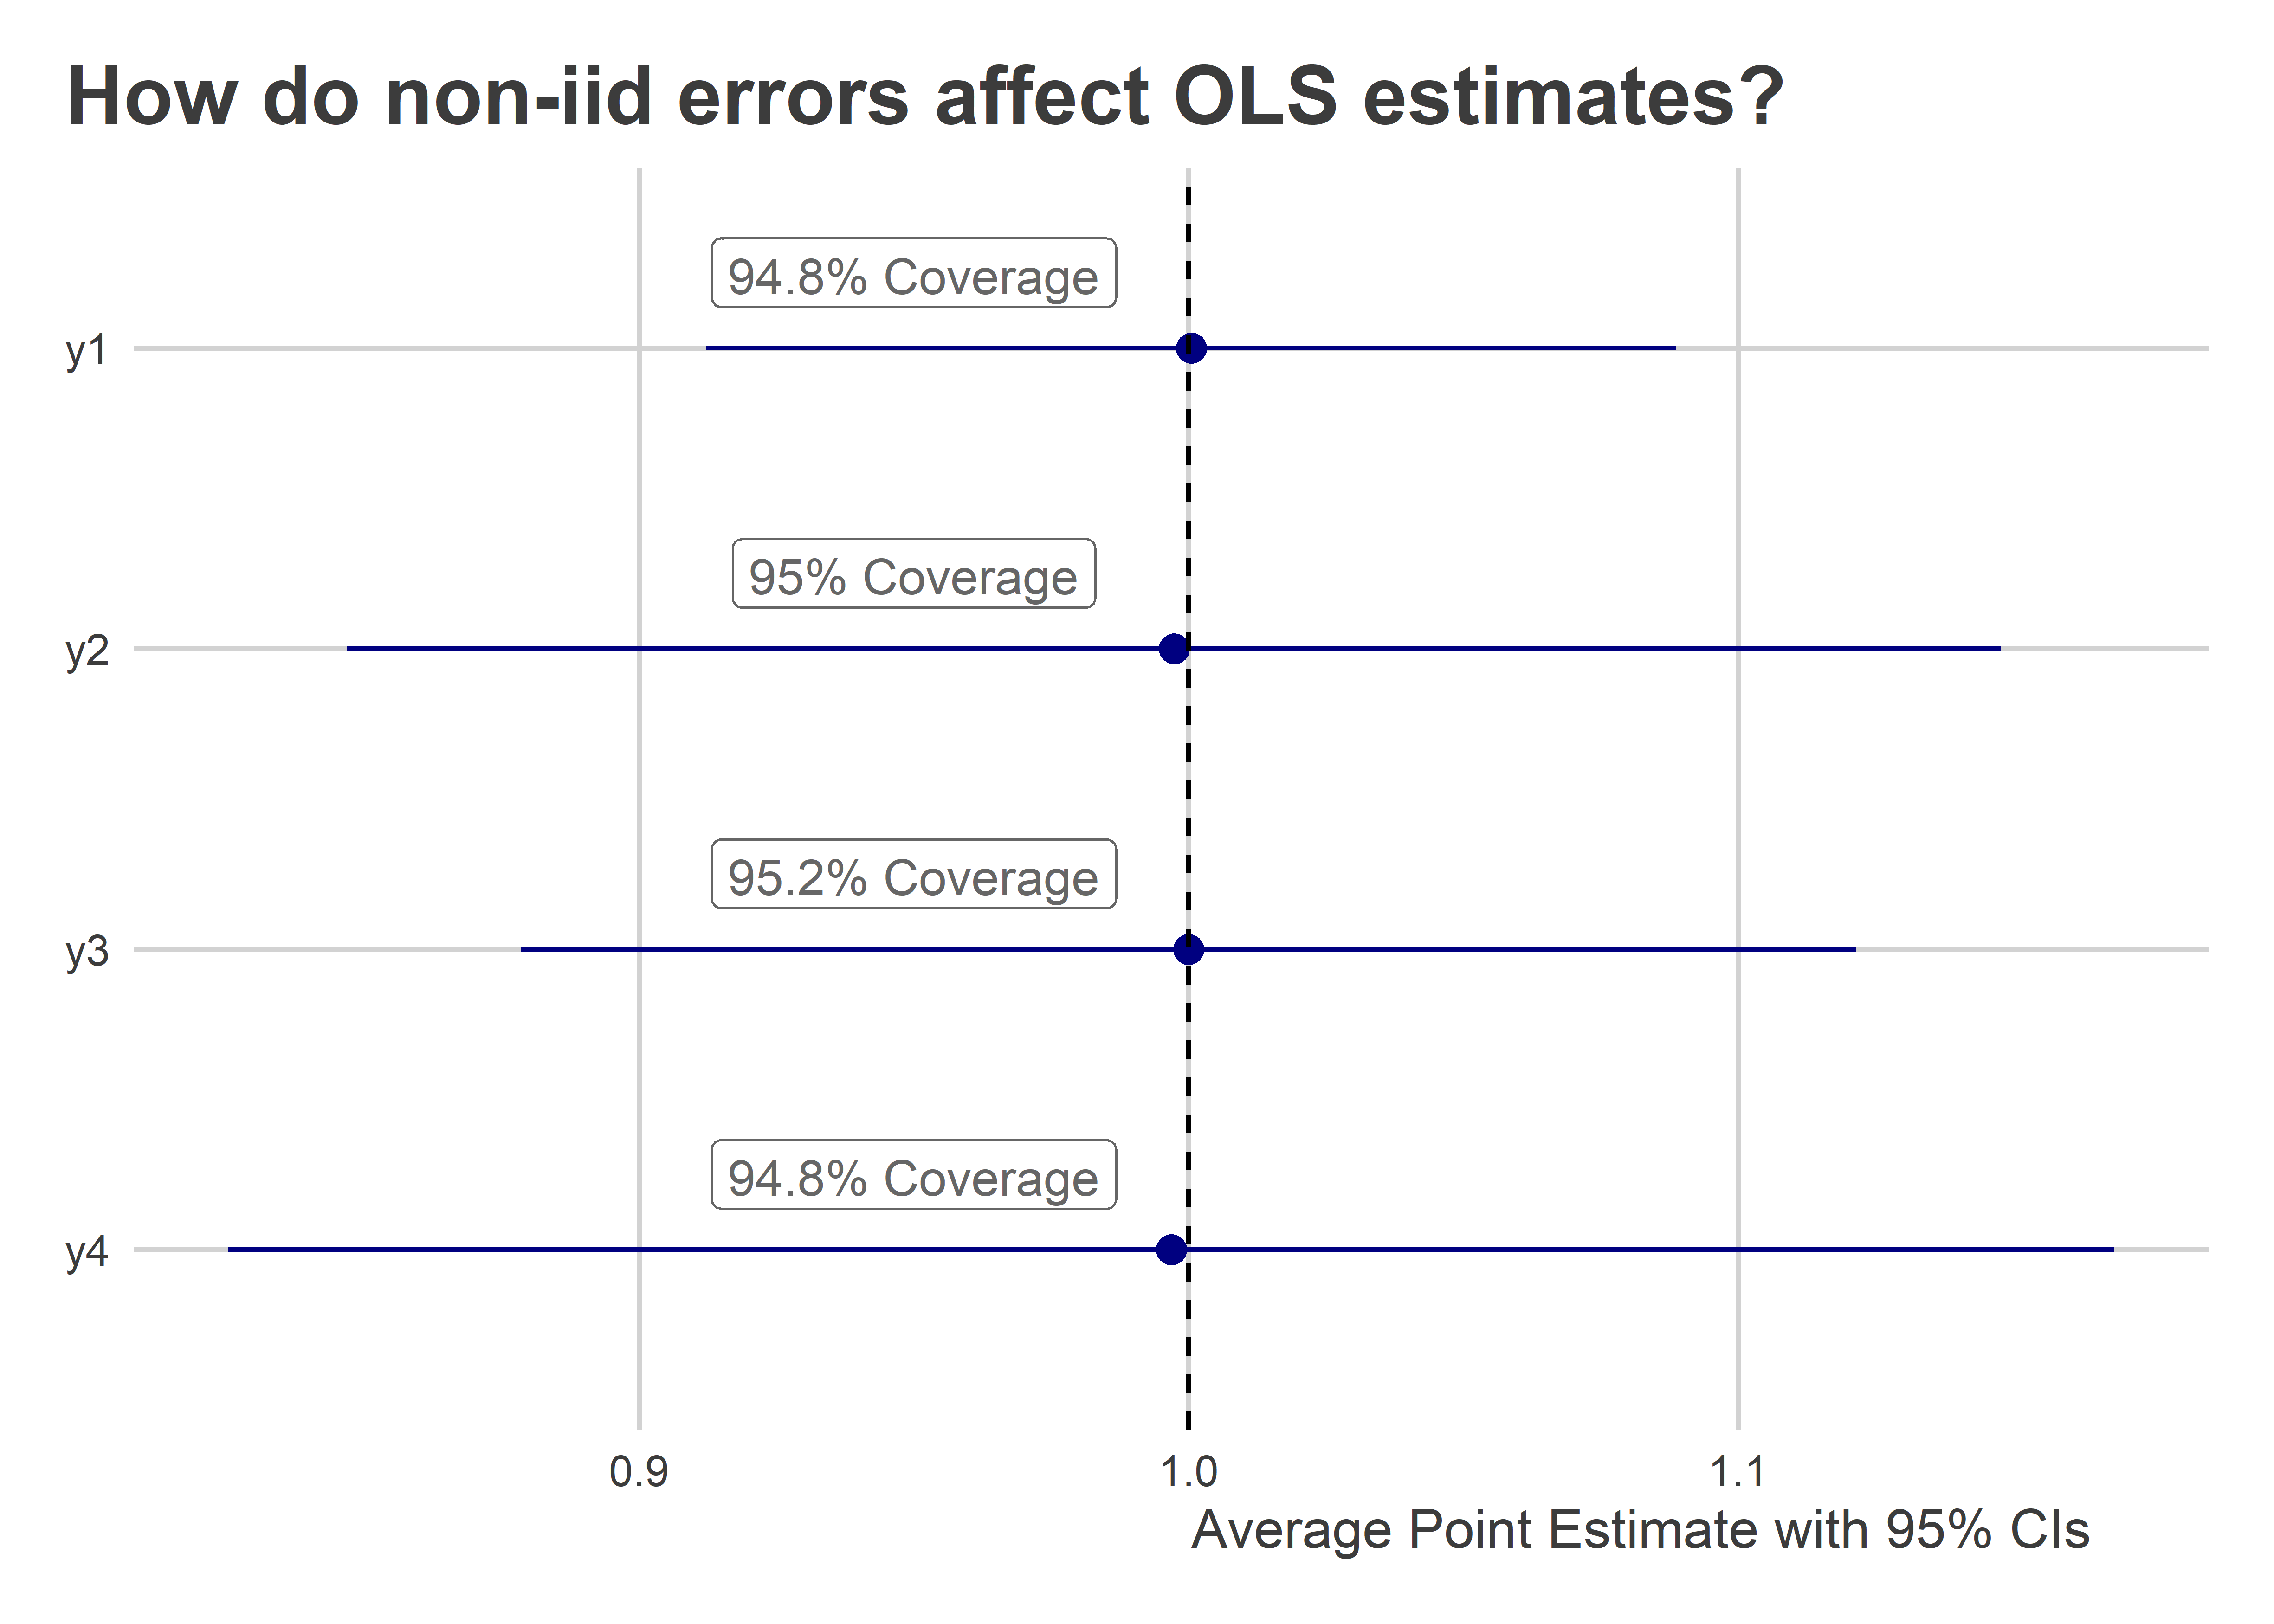 How do non-iid errors affect OLS estimates?
94.8% Coverage
y1
95% Coverage
y2
95.2% Coverage
y3
94.8% Coverage
y4
0.9 1.0 1.1
Average Point Estimate with 95% CIs